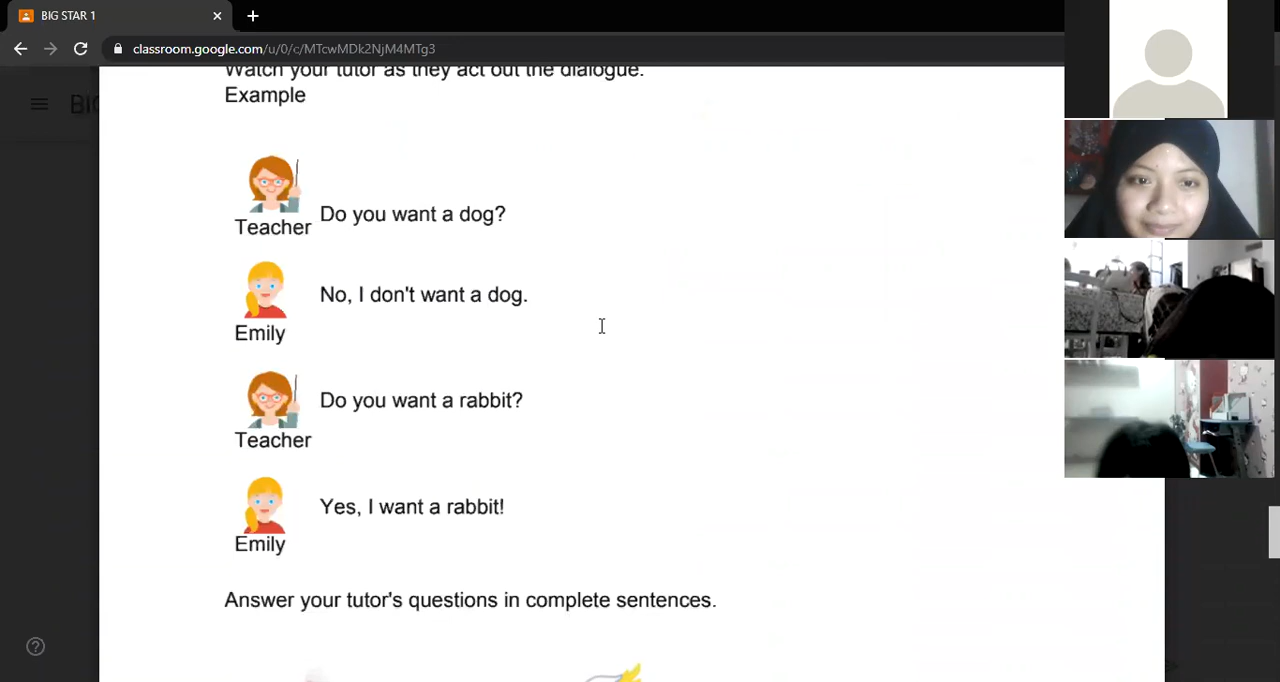 BIG STAR 1
classroom.google.com/u/0/c/MTcwMDk2NjM4MTg3
Watch your tutor as they act out the dialogue.
BIG
Example
Do you want a dog?
Teacher
No, I don't want a dog.
Emily
Do you want a rabbit?
Teacher
Yes, I want a rabbit!
Emily
Answer your tutor's questions in complete sentences.